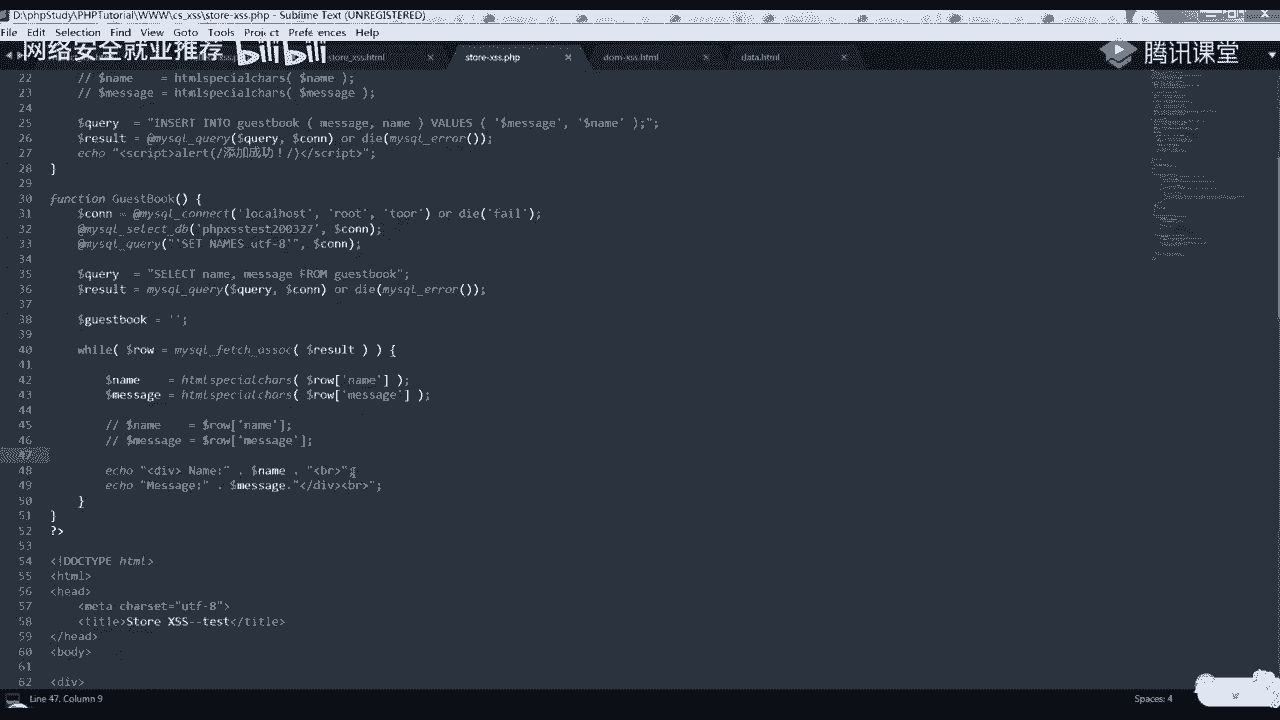 D:\phpStudy\PHPTutorial\WWW\cs_xss\store-xss.php - Sublime Text (UNREGISTERED)
File Edit Selection Find View Goto Tools Project Preferences Help
网络安全就业推荐 bilibili 腾讯课堂
store_xss.html × store-xss.php × dom-xss.html × data.html ×
22 // $name = htmlspecialchars( $name );
23 // $message = htmlspecialchars( $message );
24
25 $query = "INSERT INTO guestbook ( message, name ) VALUES ( '$message', '$name' );";
26 $result = @mysql_query($query, $conn) or die(mysql_error());
27 echo "<script>alert(/添加成功！/)</script>";
28 }
29
30 function GuestBook() {
31 $conn = @mysql_connect('localhost', 'root', 'toor') or die('fail');
32 @mysql_select_db('phpxsstest200327', $conn);
33 @mysql_query("'SET NAMES utf-8'", $conn);
34
35 $query = "SELECT name, message FROM guestbook";
36 $result = mysql_query($query, $conn) or die(mysql_error());
37
38 $guestbook = '';
39
40 while( $row = mysql_fetch_assoc( $result ) ) {
41
42 $name = htmlspecialchars( $row['name'] );
43 $message = htmlspecialchars( $row['message'] );
44
45 // $name = $row['name'];
46 // $message = $row['message'];
47
48 echo "<div> Name:" . $name . "<br>";
49 echo "Message:" . $message."</div><br>";
50 }
51 }
52 ?>
53
54 <!DOCTYPE html>
55 <html>
56 <head>
57 <meta charset="utf-8">
58 <title>Store XSS--test</title>
59 </head>
60 <body>
61
62 <div>
Line 47, Column 9 Spaces: 4